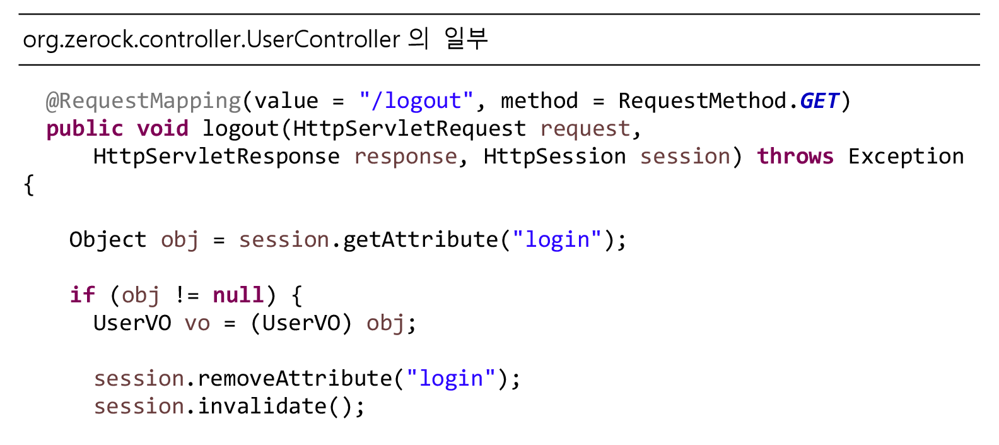 org.zerock.controller.UserController 의 일부
@RequestMapping(value = "/logout", method = RequestMethod.GET)
public void logout(HttpServletRequest request,
HttpServletResponse response, HttpSession session) throws Exception
{
Object obj = session.getAttribute("login");
if (obj != null) {
UserVO vo = (UserVO) obj;
session.removeAttribute("login");
session.invalidate();